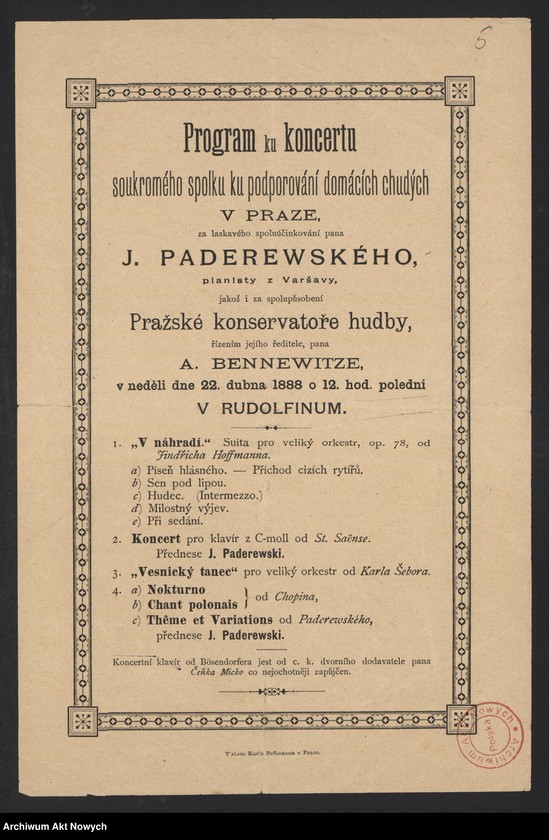 5
Program ku koncertu
soukromého spolku ku podporování domácích chudých
V PRAZE,
za laskavého spoluúčinkování pana
J. PADEREWSKÉHO,
pianisty z Varšavy,
jakož i za spolupůsobení
Pražské konservatoře hudby,
řízením jejího ředitele, pana
A. BENNEWITZE,
v neděli dne 22. dubna 1888 o 12. hod. polední
V RUDOLFINUM.
1. „V náhradí.“ Suita pro veliký orkestr, op. 78, od
Jindřicha Hoffmanna.
a) Píseň hlásného. — Příchod cizích rytířů.
b) Sen pod lipou.
c) Hudec. (Intermezzo.)
d) Milostný výjev.
e) Při sedání.
2. Koncert pro klavír z C-moll od St. Saënse.
Přednese J. Paderewski.
3. „Vesnický tanec“ pro veliký orkestr od Karla Šebora.
4. a) Nokturno
b) Chant polonais } od Chopina,
c) Thême et Variations od Paderewského,
přednese J. Paderewski.
Koncertní klavír od Bösendorfera jest od c. k. dvorního dodavatele pana
Čeňka Micko co nejochotněji zapůjčen.
Tiskem Karla Bellmanna v Praze.
Archiwum Akt Nowych
Polska
Archiwum Akt Nowych